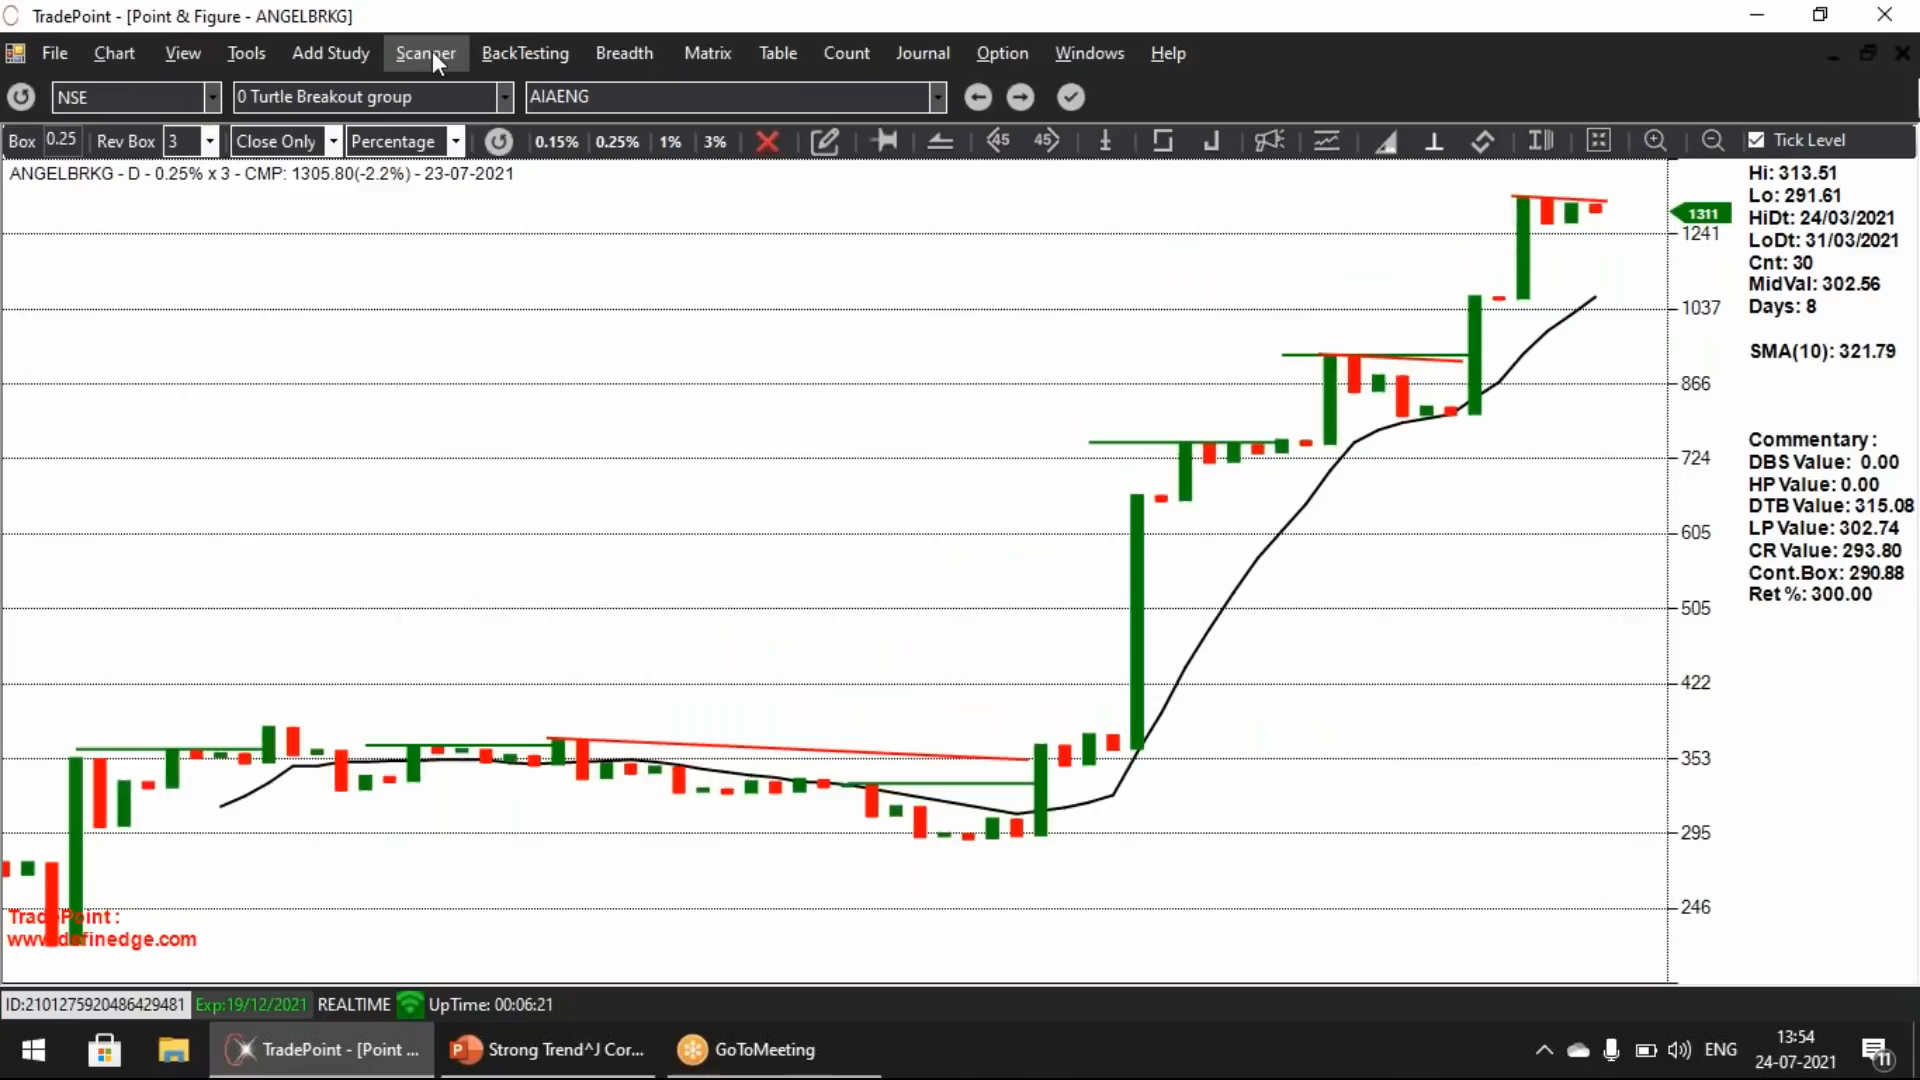 TradePoint - [Point & Figure - ANGELBRKG]
File Chart View Tools Add Study Scanner BackTesting Breadth Matrix Table Count Journal Option Windows Help
NSE 0 Turtle Breakout group AIAENG
Box 0.25 Rev Box 3 Close Only Percentage 0.15% 0.25% 1% 3% 45 45 Tick Level
ANGELBRKG - D - 0.25% x 3 - CMP: 1305.80(-2.2%) - 23-07-2021
Hi: 313.51
Lo: 291.61
HiDt: 24/03/2021
LoDt: 31/03/2021
Cnt: 30
MidVal: 302.56
Days: 8
SMA(10): 321.79
Commentary :
DBS Value: 0.00
HP Value: 0.00
DTB Value: 315.08
LP Value: 302.74
CR Value: 293.80
Cont.Box: 290.88
Ret %: 300.00
1311
1241
1037
866
724
605
505
422
353
295
246
TradePoint :
www.definedge.com
ID:2101275920486429481 Exp:19/12/2021 REALTIME UpTime: 00:06:21
TradePoint - [Point ... Strong Trend^J Cor... GoToMeeting
ENG 13:54
24-07-2021
11